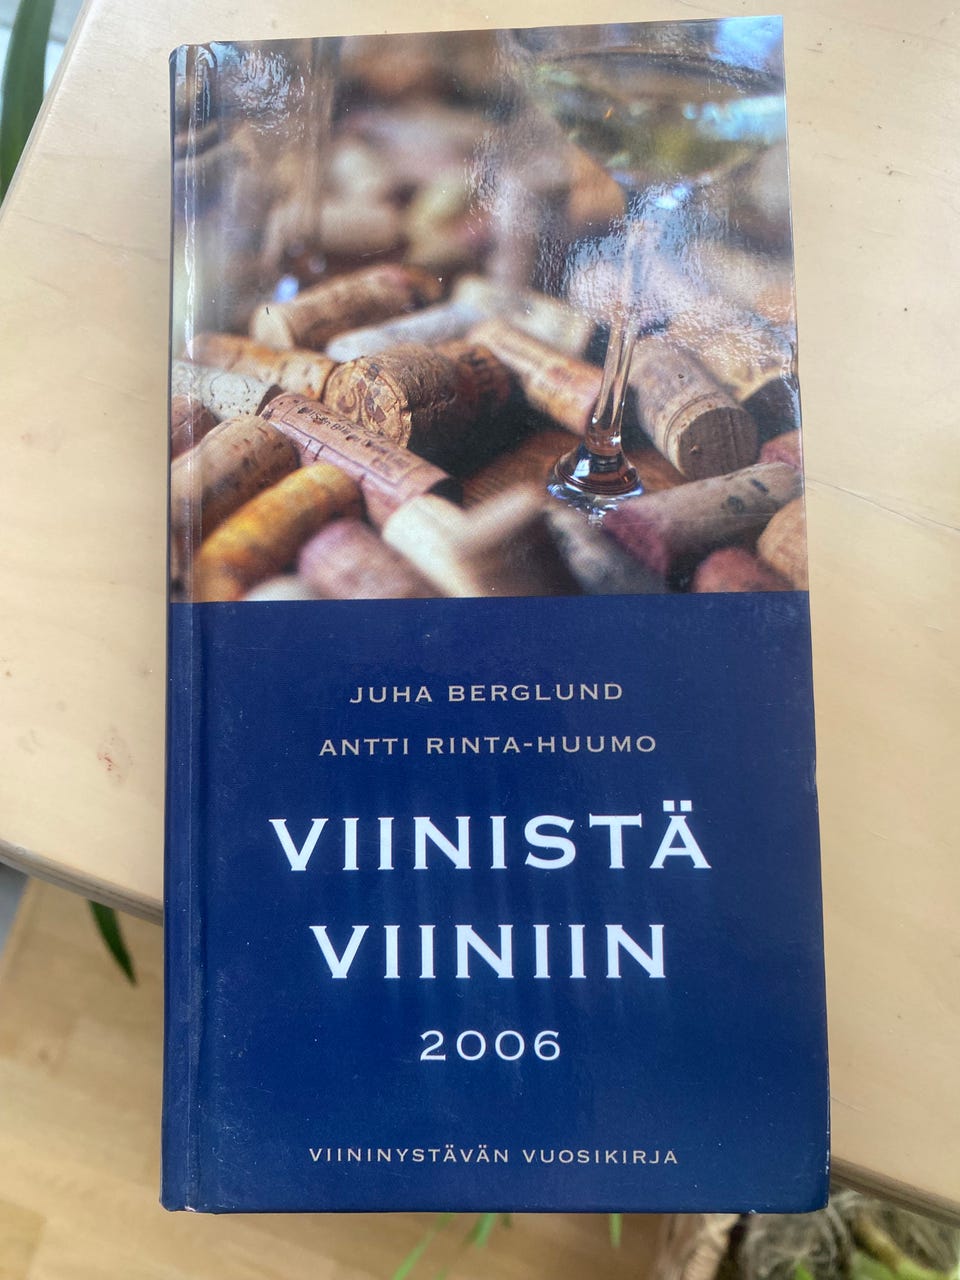 JUHA BERGLUND
ANTTI RINTA-HUUMO
VIINISTÄ
VIINIIN
2006
VIININYSTÄVÄN VUOSIKIRJA